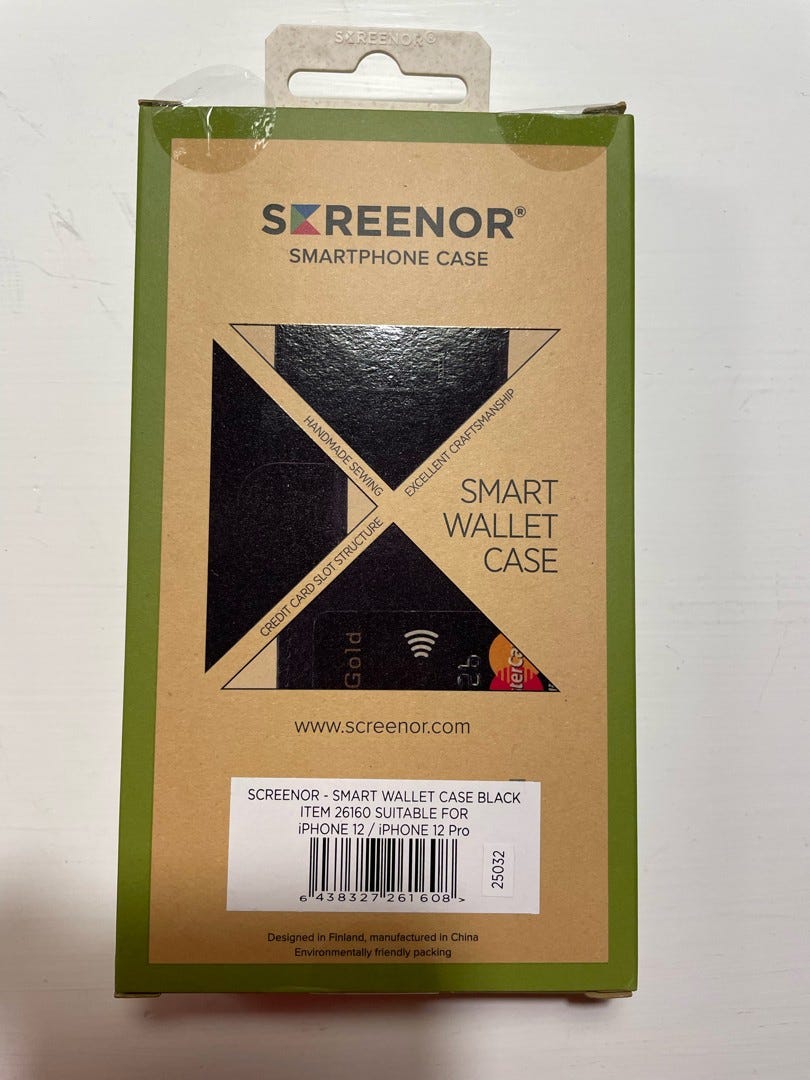 SCREENOR®
SCREENOR®
SMARTPHONE CASE
HANDMADE SEWING
EXCELLENT CRAFTSMANSHIP
CREDIT CARD SLOT STRUCTURE
SMART
WALLET
CASE
Gold
26
terCa
www.screenor.com
SCREENOR - SMART WALLET CASE BLACK
ITEM 26160 SUITABLE FOR
iPHONE 12 / iPHONE 12 Pro
25032
6 438327 261608 >
Designed in Finland, manufactured in China
Environmentally friendly packing